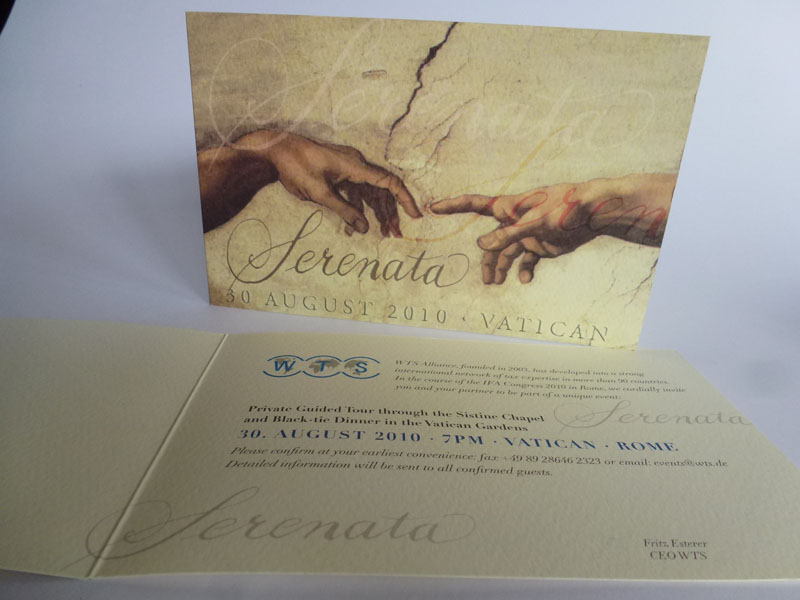 Serenata
Seren
Serenata
30 AUGUST 2010 · VATICAN
WTS
WTS Alliance, founded in 2003, has developed into a strong
international network of tax expertise in more than 90 countries.
In the course of the IFA Congress 2010 in Rome, we cordially invite
you and your partner to be part of a unique event:
Serenata
Private Guided Tour through the Sistine Chapel
and Black-tie Dinner in the Vatican Gardens
30. AUGUST 2010 · 7PM · VATICAN · ROME.
Please confirm at your earliest convenience: fax +49 89 28646 2323 or email: events@wts.de
Detailed information will be sent to all confirmed guests.
Serenata
Fritz Esterer
CEO WTS